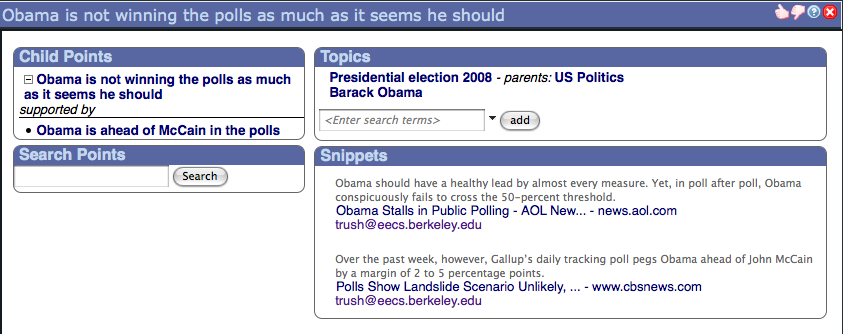 Obama is not winning the polls as much as it seems he should
Child Points
Obama is not winning the polls as much
as it seems he should
supported by
• Obama is ahead of McCain in the polls
Search Points
Search
Topics
Presidential election 2008 - parents: US Politics
Barack Obama
<Enter search terms> add
Snippets
Obama should have a healthy lead by almost every measure. Yet, in poll after poll, Obama
conspicuously fails to cross the 50-percent threshold.
Obama Stalls in Public Polling - AOL New... - news.aol.com
trush@eecs.berkeley.edu
Over the past week, however, Gallup's daily tracking poll pegs Obama ahead of John McCain
by a margin of 2 to 5 percentage points.
Polls Show Landslide Scenario Unlikely, ... - www.cbsnews.com
trush@eecs.berkeley.edu